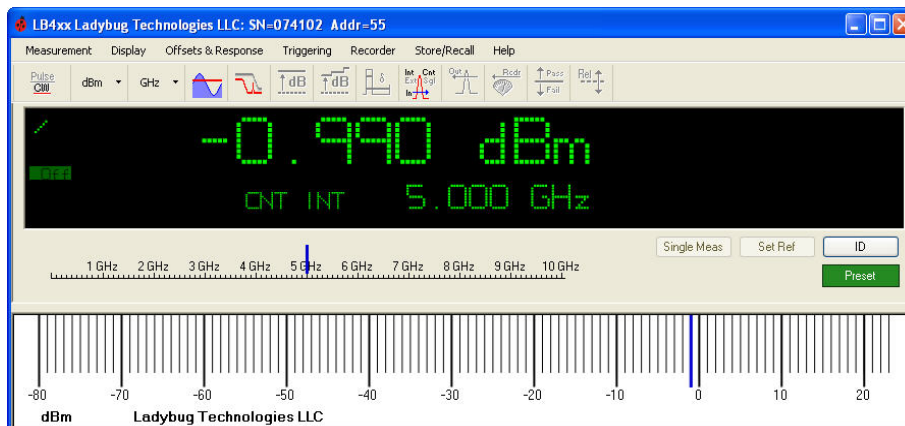 LB4xx Ladybug Technologies LLC: SN=074102 Addr=55
Measurement Display Offsets & Response Triggering Recorder Store/Recall Help
Pulse CW dBm GHz dB dB δ Int Cnt Ext Sgl In Out Rcdr Pass Fail Rel
-0.990 dBm
Off
CNT INT 5.000 GHz
Single Meas Set Ref ID
1 GHz 2 GHz 3 GHz 4 GHz 5 GHz 6 GHz 7 GHz 8 GHz 9 GHz 10 GHz
Preset
-80 -70 -60 -50 -40 -30 -20 -10 0 10 20
dBm Ladybug Technologies LLC